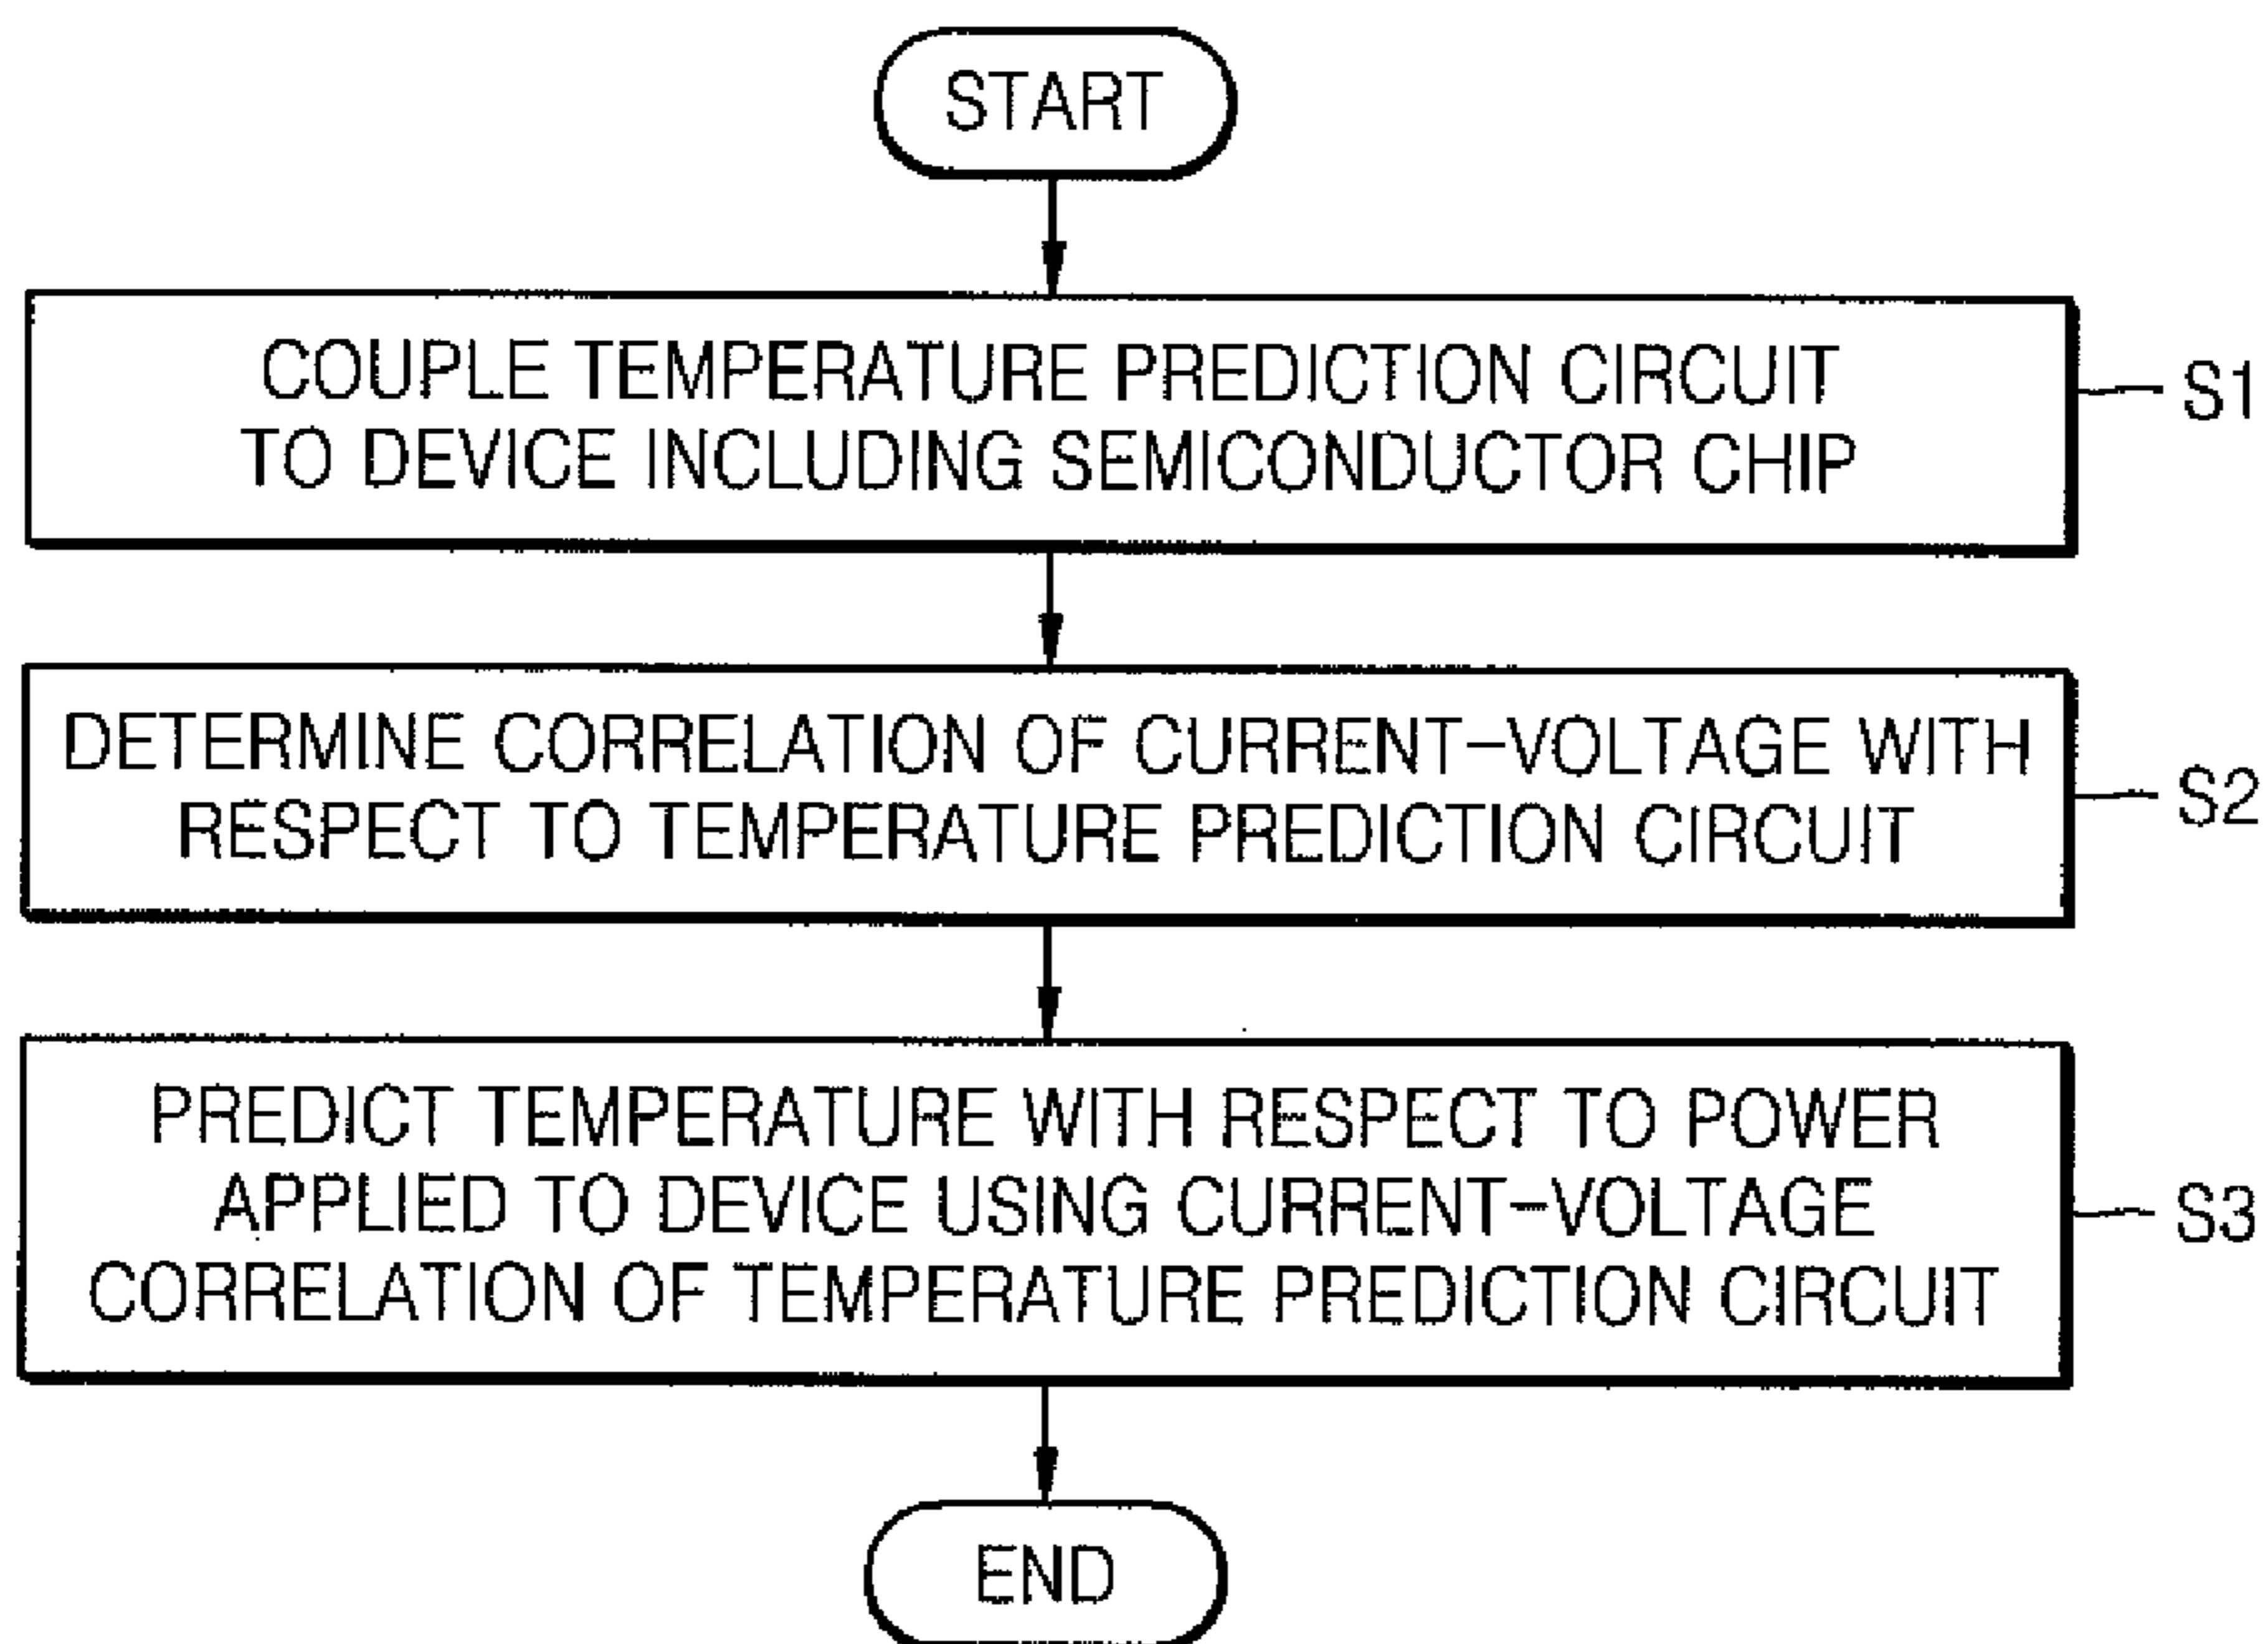 START
COUPLE TEMPERATURE PREDICTION CIRCUIT
TO DEVICE INCLUDING SEMICONDUCTOR CHIP
S1
DETERMINE CORRELATION OF CURRENT-VOLTAGE WITH
RESPECT TO TEMPERATURE PREDICTION CIRCUIT
S2
PREDICT TEMPERATURE WITH RESPECT TO POWER
APPLIED TO DEVICE USING CURRENT-VOLTAGE
CORRELATION OF TEMPERATURE PREDICTION CIRCUIT
S3
END